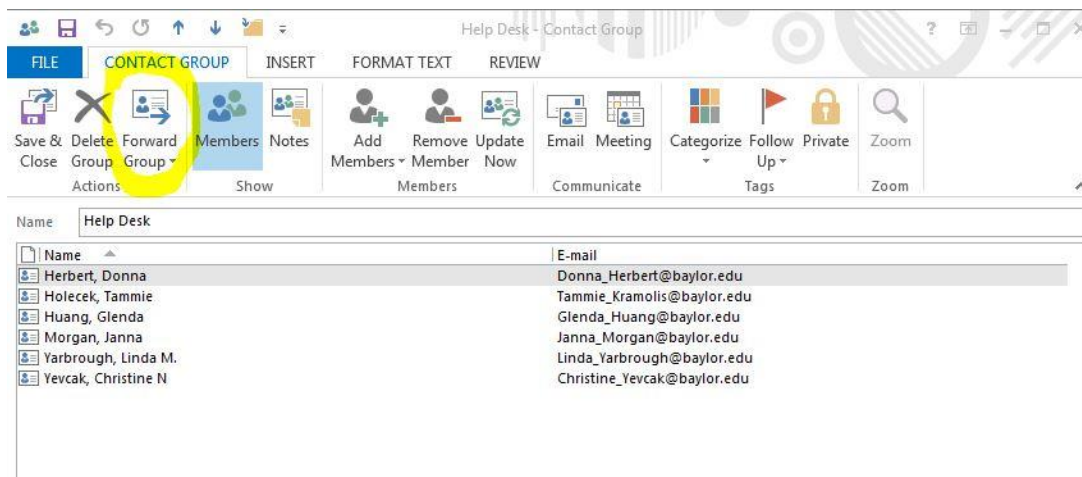 Help Desk - Contact Group ?
FILE CONTACT GROUP INSERT FORMAT TEXT REVIEW
Save & Delete Forward Members Notes Add Remove Update Email Meeting Categorize Follow Private Zoom
Close Group Group Members Member Now Up
Actions Show Members Communicate Tags Zoom
Name Help Desk
Name E-mail
Herbert, Donna Donna_Herbert@baylor.edu
Holecek, Tammie Tammie_Kramolis@baylor.edu
Huang, Glenda Glenda_Huang@baylor.edu
Morgan, Janna Janna_Morgan@baylor.edu
Yarbrough, Linda M. Linda_Yarbrough@baylor.edu
Yevcak, Christine N Christine_Yevcak@baylor.edu